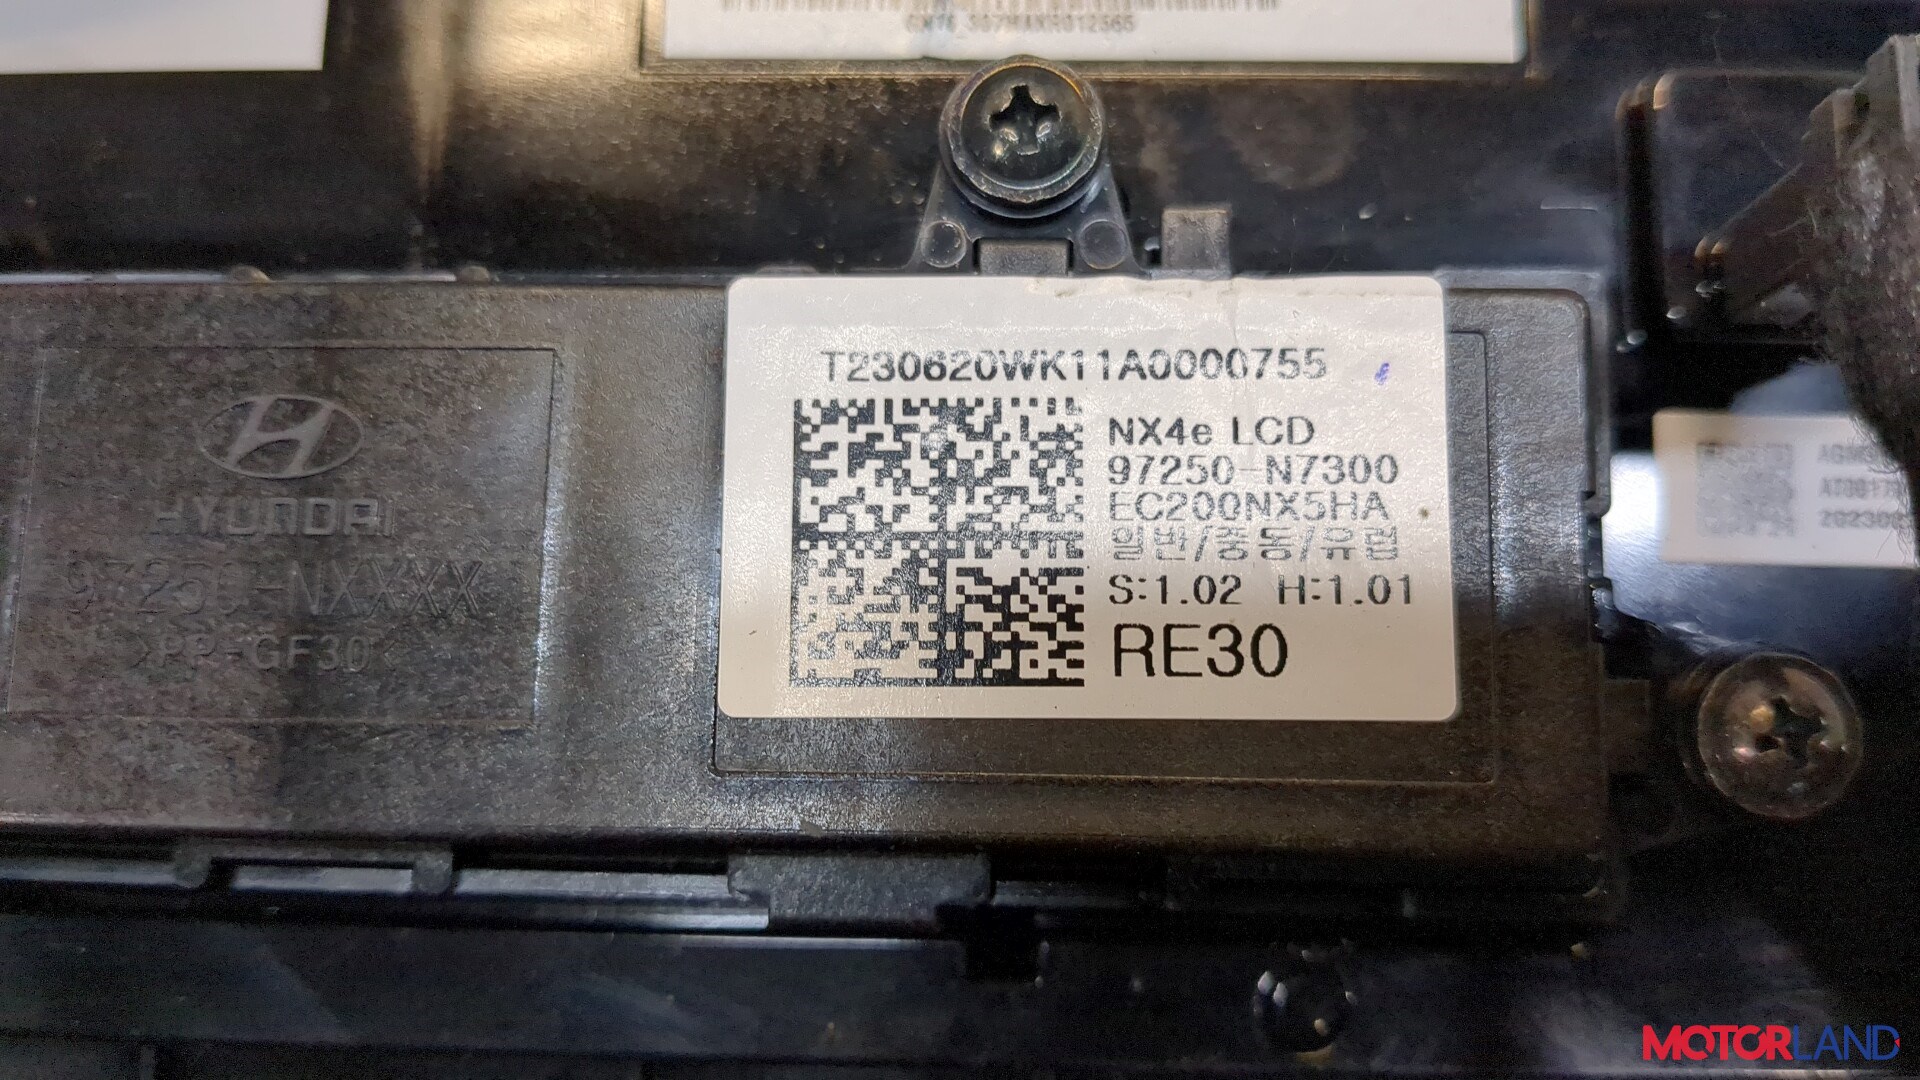 T230620WK11A0000755
NX4e LCD
97250-N7300
EC200NX5HA
일반/중동/유럽
S:1.02 H:1.01
RE30
HYUNDAI
97250-NXXXX
>PP-GF30<
MOTORLAND